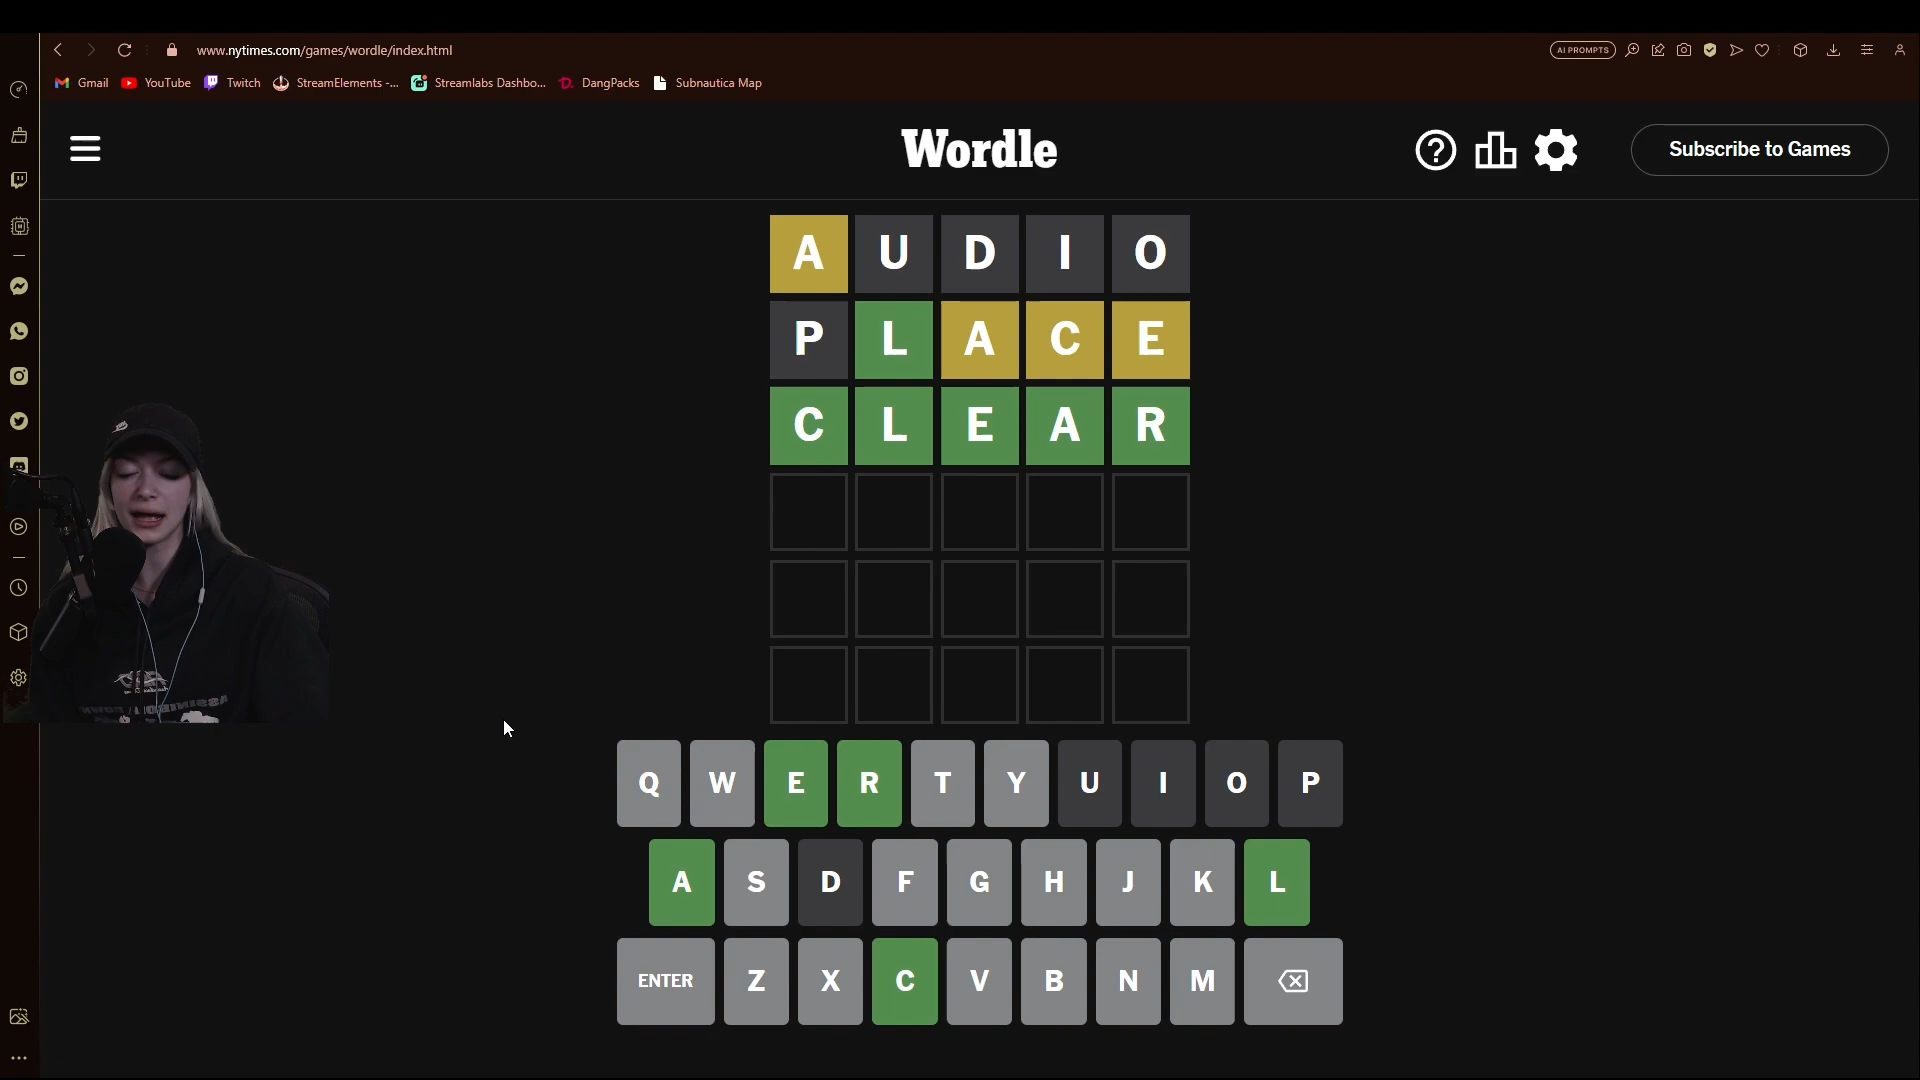 www.nytimes.com/games/wordle/index.html
AI PROMPTS
Gmail YouTube Twitch StreamElements -... Streamlabs Dashbo... DangPacks Subnautica Map
Wordle
Subscribe to Games
A U D I O
P L A C E
C L E A R
Q W E R T Y U I O P
A S D F G H J K L
ENTER Z X C V B N M